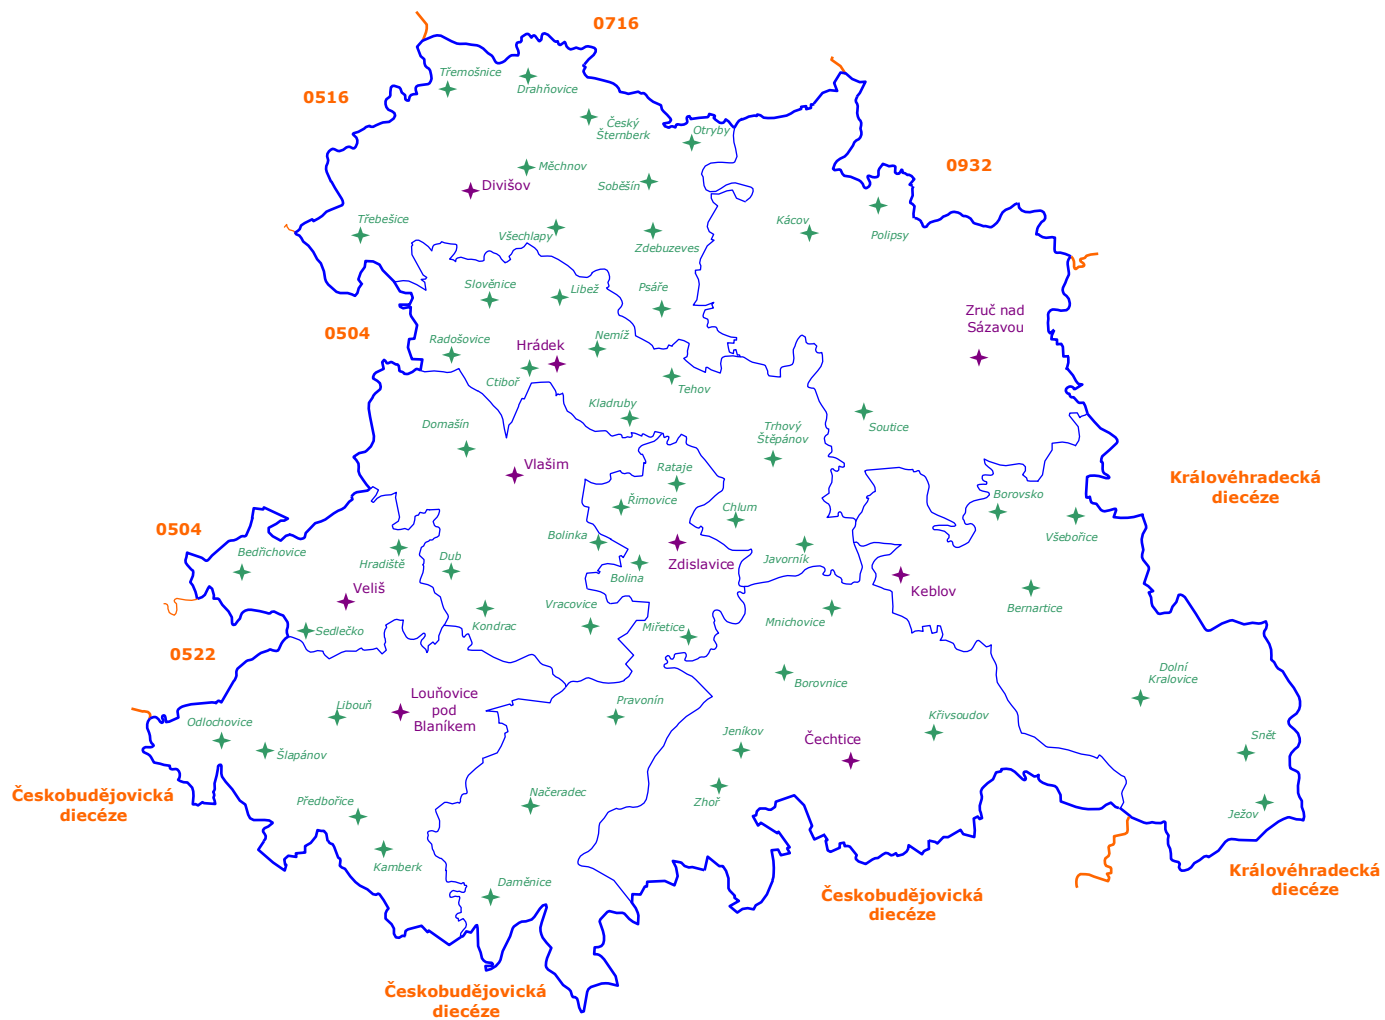 0716
Třemošnice
Drahňovice
0516
Český
Šternberk
Otryby
Měchnov
0932
Divišov
Soběšín
Třebešice
Kácov
Polipsy
Všechlapy
Zdebuzeves
Slověnice
Libež
Psáře
Zruč nad
Sázavou
0504
Radošovice
Hrádek
Nemíž
Ctiboř
Tehov
Kladruby
Domašín
Trhový
Štěpánov
Soutice
Vlašim
Rataje
Královéhradecká
diecéze
Římovice
Borovsko
Chlum
0504
Všebořice
Bedřichovice
Hradiště
Dub
Bolinka
Bolina
Zdislavice
Javorník
Veliš
Keblov
Vracovice
Bernartice
Sedlečko
Kondrac
Miřetice
Mnichovice
0522
Dolní
Kralovice
Borovnice
Louňovice
pod
Blaníkem
Libouň
Pravonín
Odlochovice
Křivsoudov
Jeníkov
Čechtice
Snět
Šlapánov
Českobudějovická
diecéze
Předbořice
Načeradec
Zhoř
Ježov
Kamberk
Královéhradecká
diecéze
Daměnice
Českobudějovická
diecéze
Českobudějovická
diecéze